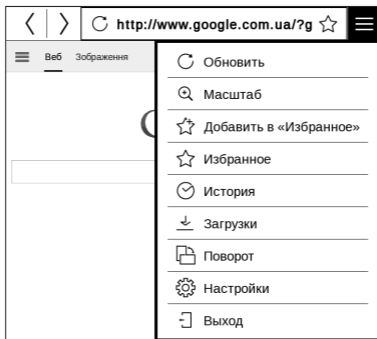 http://www.google.com.ua/?g
Веб Зображення
Обновить
Масштаб
Добавить в «Избранное»
Избранное
История
Загрузки
Поворот
Настройки
Выход